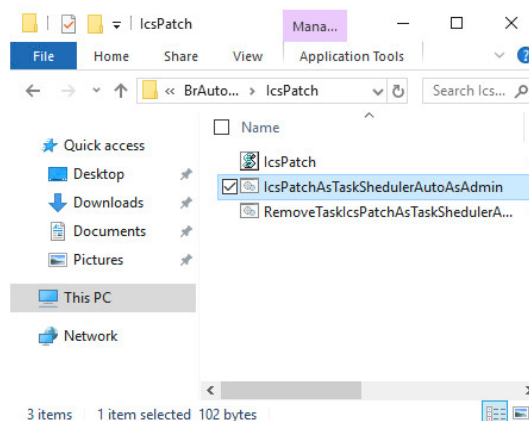 IcsPatch
Mana...
File
Home
Share
View
Application Tools
« BrAuto... > IcsPatch
Search Ics...
Name
Quick access
Desktop
Downloads
Documents
Pictures
This PC
Network
IcsPatch
IcsPatchAsTaskShedulerAutoAsAdmin
RemoveTaskIcsPatchAsTaskShedulerA...
3 items
1 item selected 102 bytes